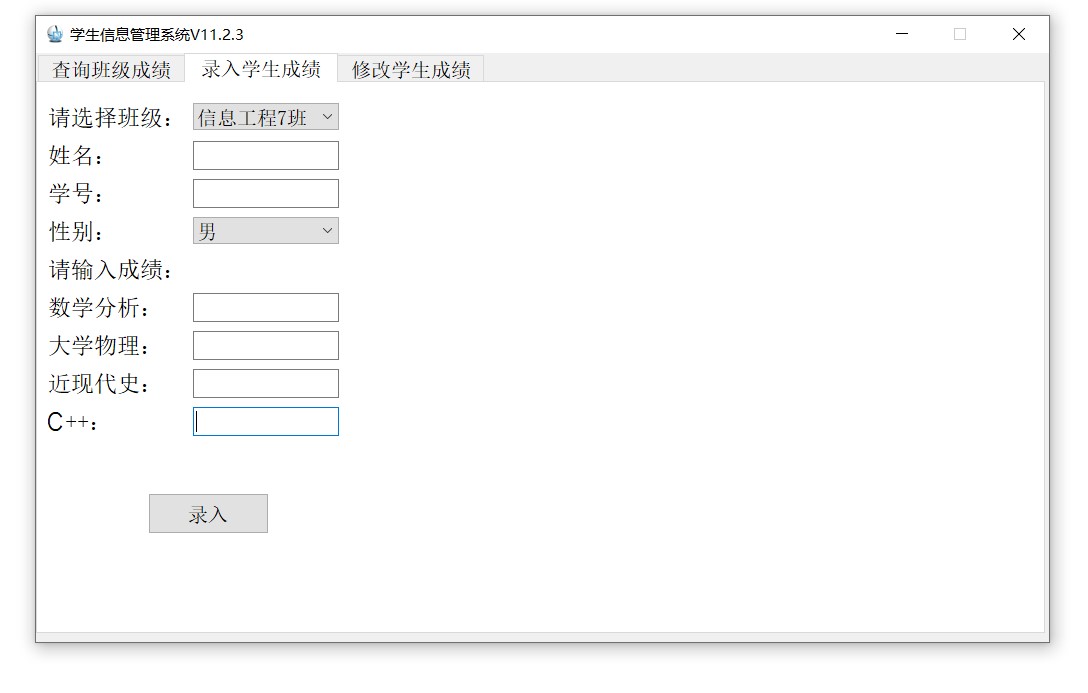 学生信息管理系统V11.2.3
查询班级成绩 录入学生成绩 修改学生成绩
请选择班级： 信息工程7班
姓名：
学号：
性别： 男
请输入成绩：
数学分析：
大学物理：
近现代史：
C++：
录入